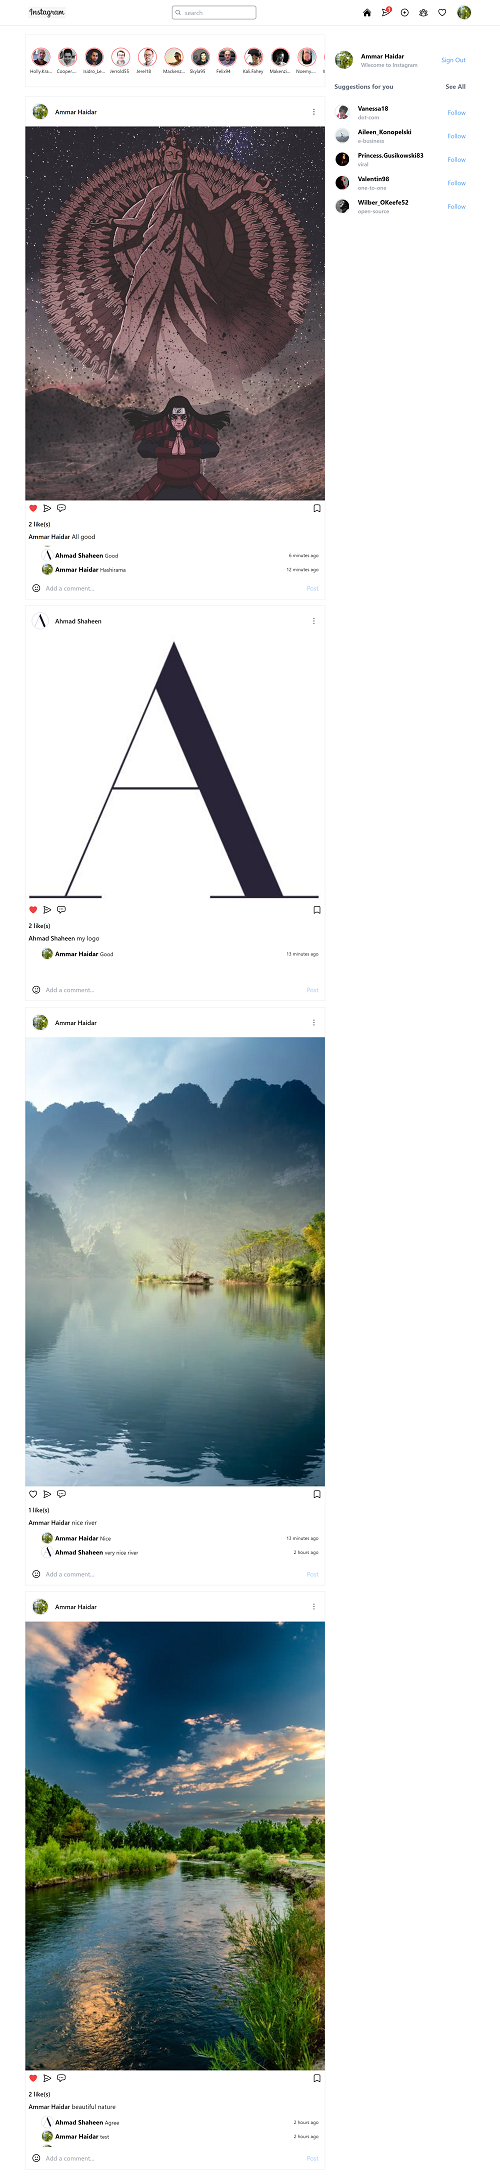 Instagram
search
3
Holly.Kra...
Cooper....
Isidro_Le...
Jerrold55
Jerel18
Mackenz...
Skyla95
Felix94
Kali.Fahey
Makenzi...
Noemy....
Ammar Haidar
Wlecome to Instagram
Sign Out
Suggestions for you
See All
Vanessa18
dot-com
Follow
Aileen_Konopelski
e-business
Follow
Princess.Gusikowski83
viral
Follow
Valentin98
one-to-one
Follow
Wilber_OKeefe52
open-source
Follow
Ammar Haidar
2 like(s)
Ammar Haidar All good
Ahmad Shaheen Good
6 minutes ago
Ammar Haidar Hashirama
12 minutes ago
Add a comment...
Post
Ahmad Shaheen
A
2 like(s)
Ahmad Shaheen my logo
Ammar Haidar Good
13 minutes ago
Add a comment...
Post
Ammar Haidar
1 like(s)
Ammar Haidar nice river
Ammar Haidar Nice
13 minutes ago
Ahmad Shaheen very nice river
2 hours ago
Add a comment...
Post
Ammar Haidar
2 like(s)
Ammar Haidar beautiful nature
Ahmad Shaheen Agree
2 hours ago
Ammar Haidar test
2 hours ago
Add a comment...
Post